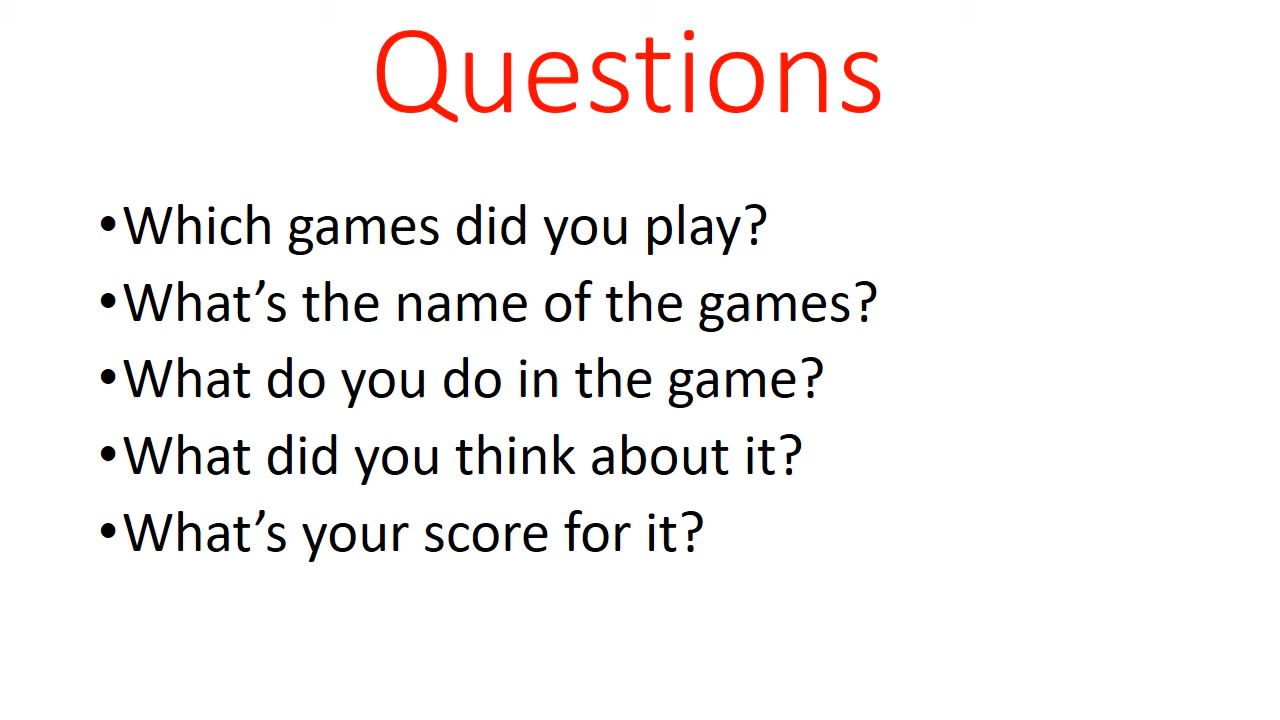 Questions
•Which games did you play?
•What’s the name of the games?
•What do you do in the game?
•What did you think about it?
•What’s your score for it?